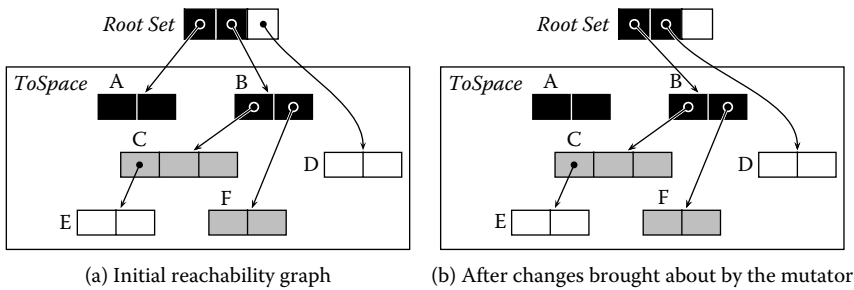 Root Set
ToSpace
A
B
C
D
E
F
(a) Initial reachability graph
Root Set
ToSpace
A
B
C
D
E
F
(b) After changes brought about by the mutator